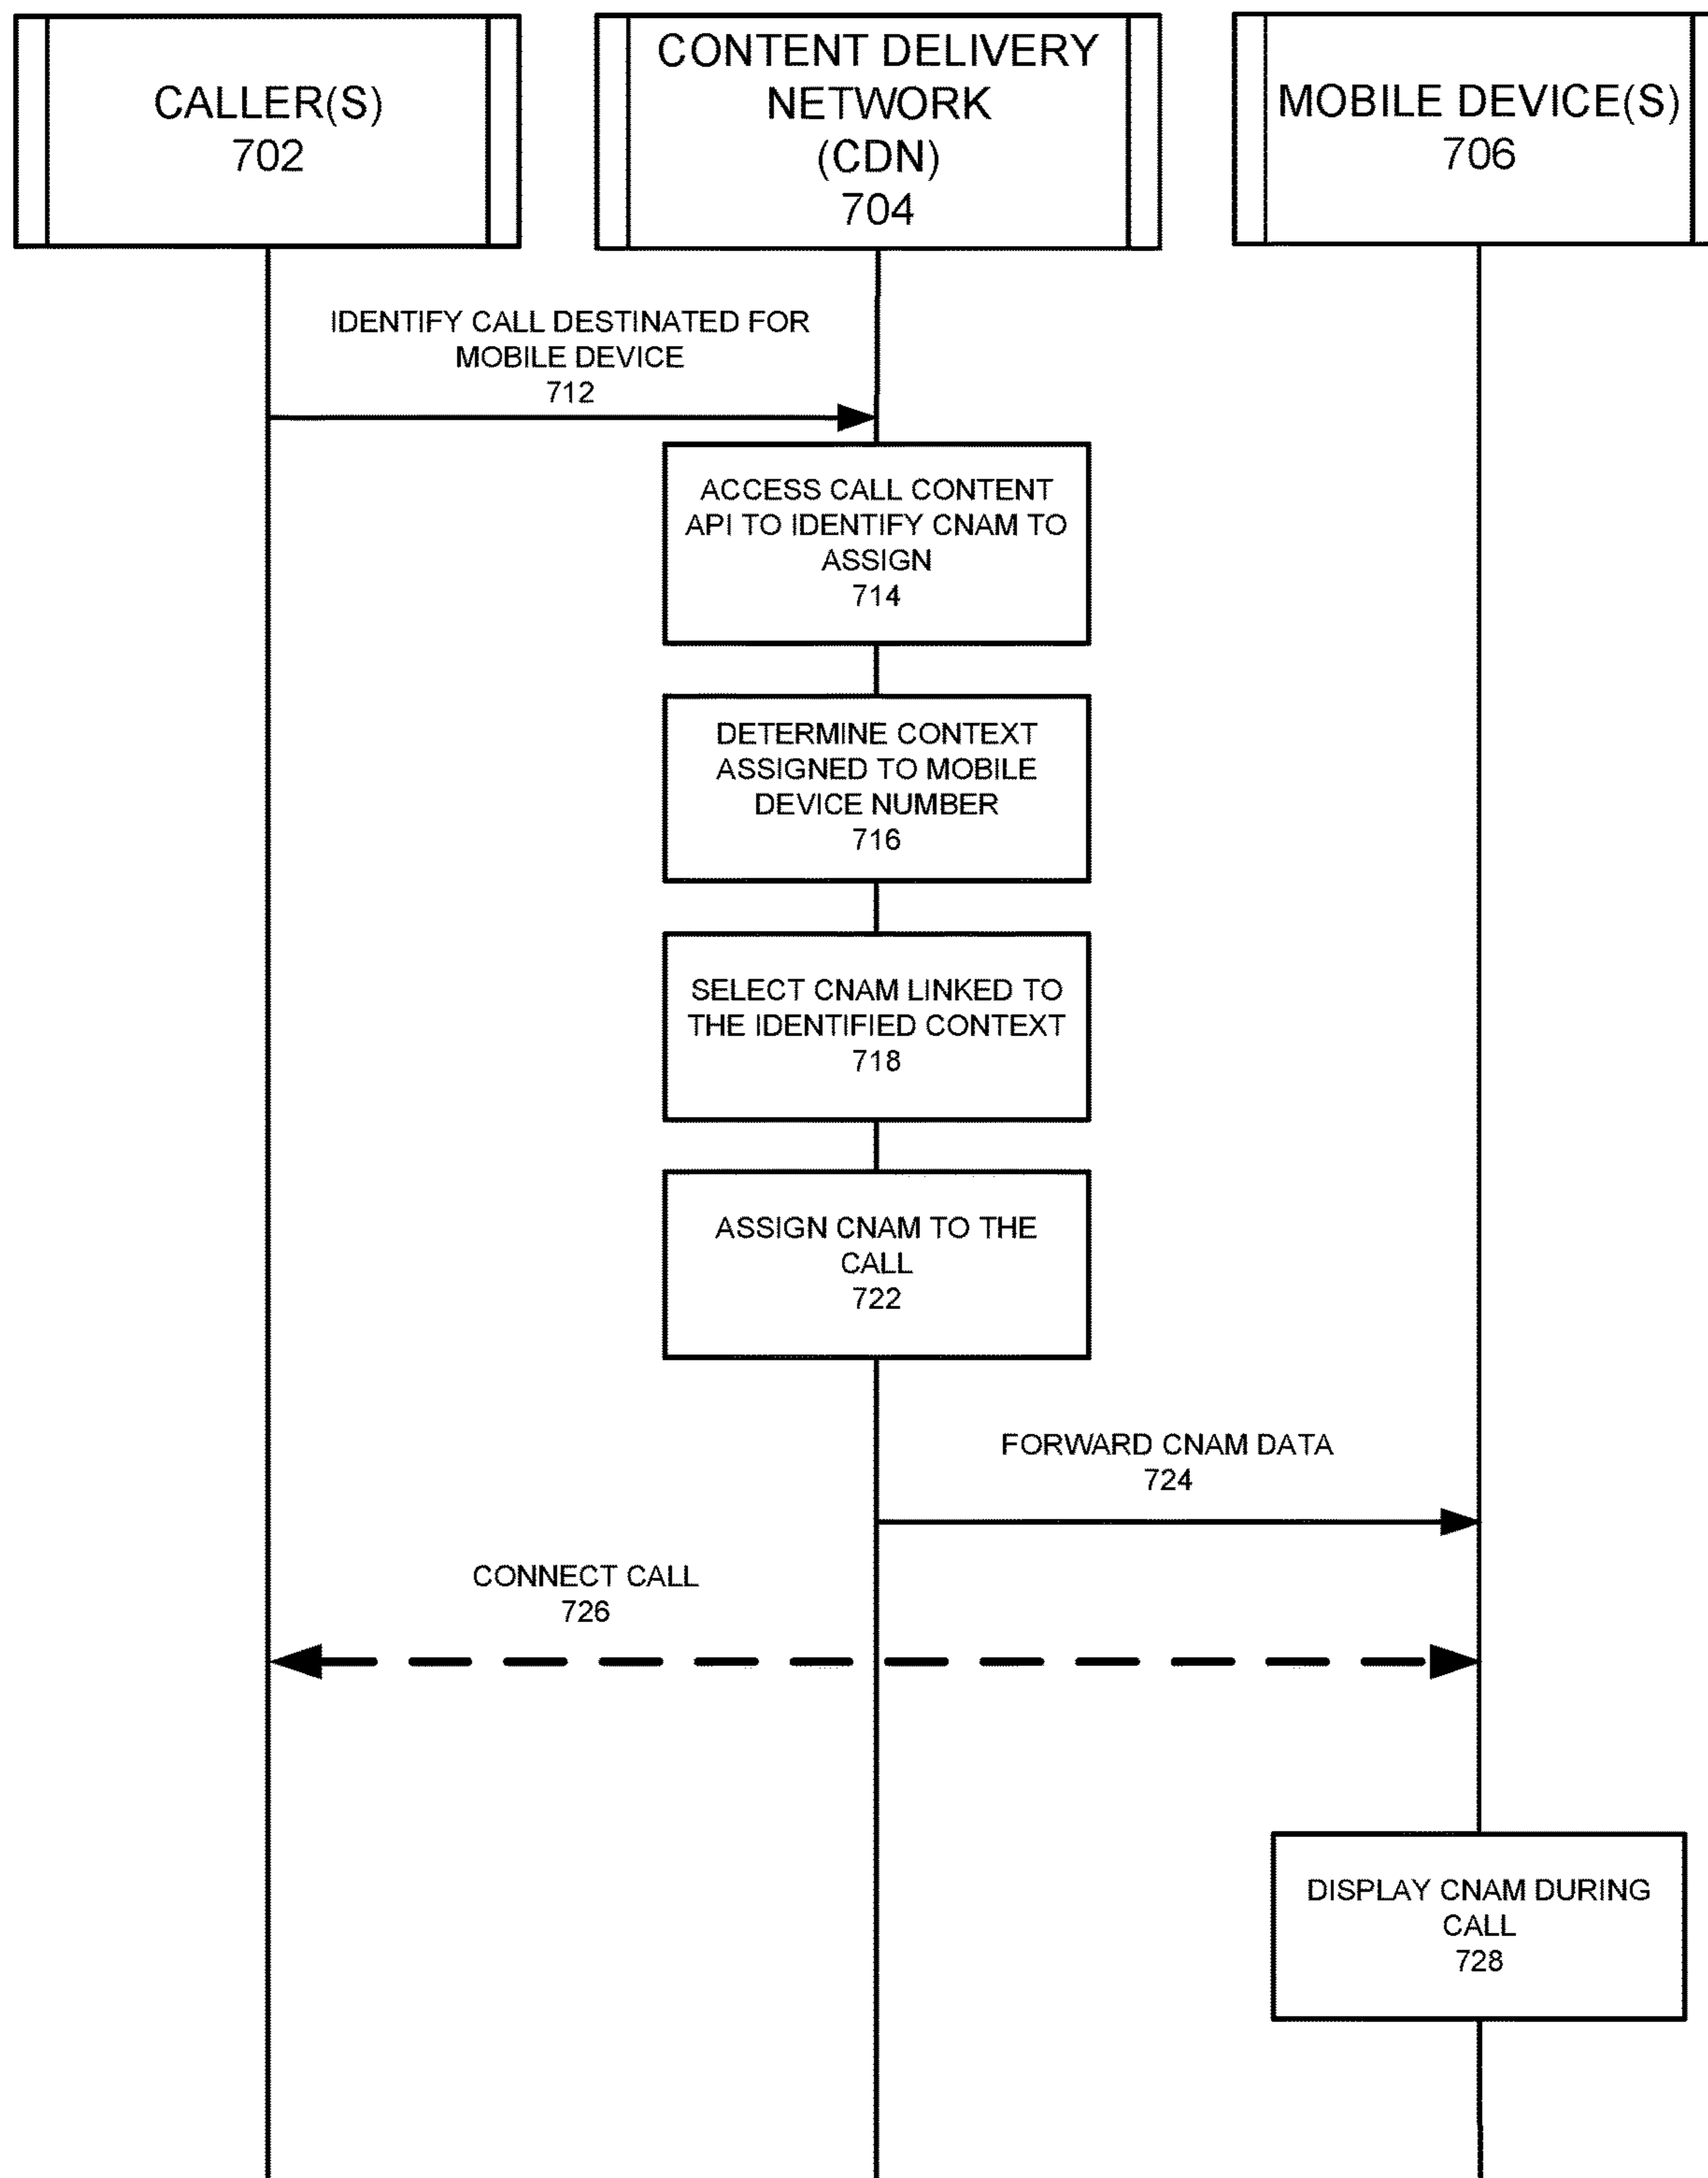 CALLER(S)
702
CONTENT DELIVERY
NETWORK
(CDN)
704
MOBILE DEVICE(S)
706
IDENTIFY CALL DESTINATED FOR
MOBILE DEVICE
712
ACCESS CALL CONTENT
API TO IDENTIFY CNAM TO
ASSIGN
714
DETERMINE CONTEXT
ASSIGNED TO MOBILE
DEVICE NUMBER
716
SELECT CNAM LINKED TO
THE IDENTIFIED CONTEXT
718
ASSIGN CNAM TO THE
CALL
722
FORWARD CNAM DATA
724
CONNECT CALL
726
DISPLAY CNAM DURING
CALL
728